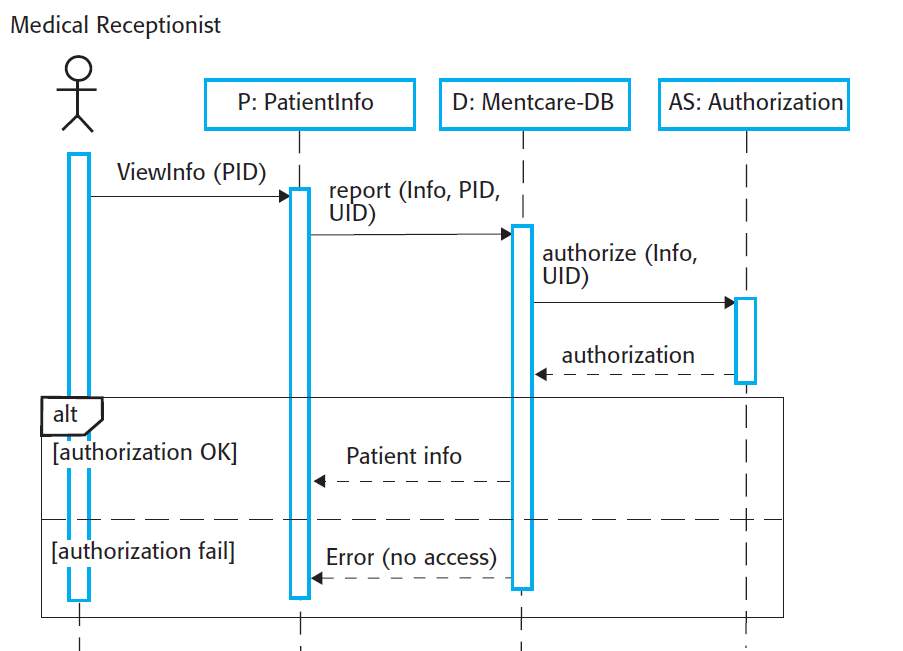 Medical Receptionist
P: PatientInfo
D: Mentcare-DB
AS: Authorization
ViewInfo (PID)
report (Info, PID,
UID)
authorize (Info,
UID)
authorization
alt
[authorization OK]
Patient info
[authorization fail]
Error (no access)